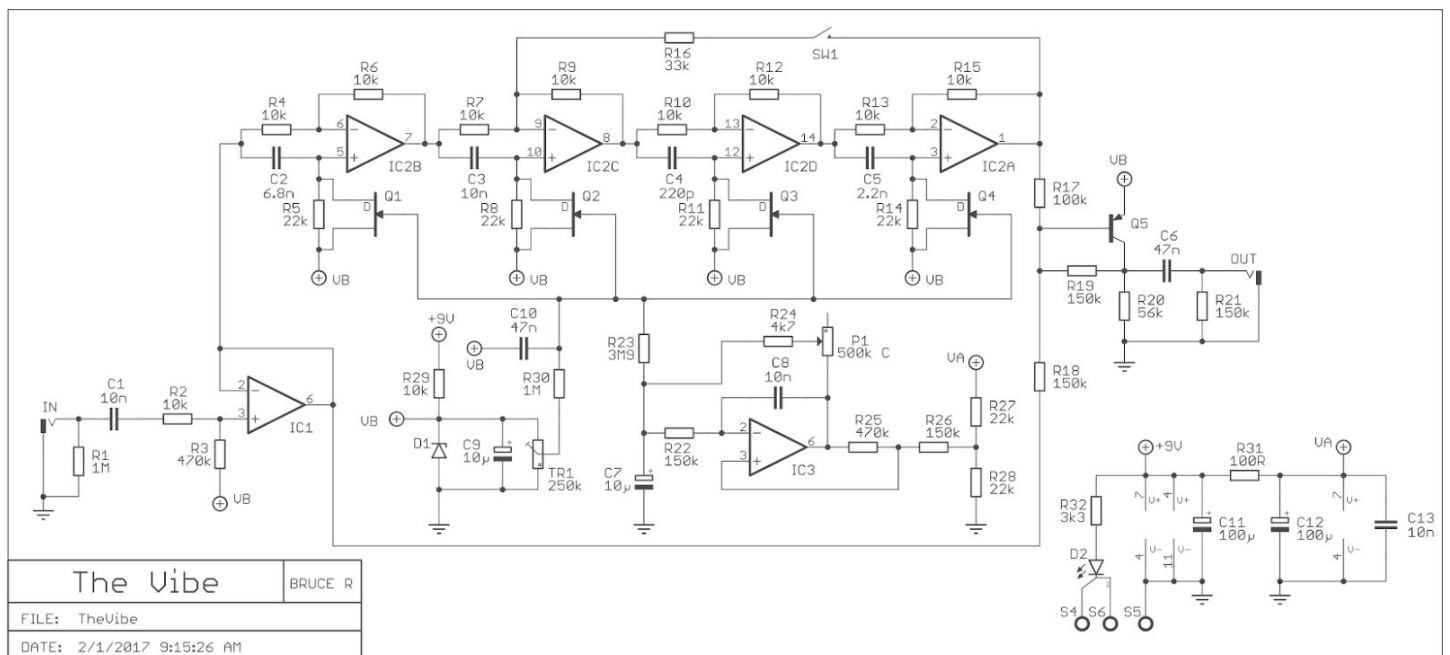 R16
33k
SW1
R6
10k
R9
10k
R12
10k
R15
10k
R4
10k
R7
10k
R10
10k
R13
10k
6
5
7
9
10
8
13
12
14
2
3
1
IC2B
IC2C
IC2D
IC2A
C2
6.8n
C3
10n
C4
220p
C5
2.2n
R5
22k
D
Q1
R8
22k
D
Q2
R11
22k
D
Q3
R14
22k
D
Q4
VB
VB
VB
VB
R17
100k
VB
Q5
C6
47n
OUT
R19
150k
R20
56k
R21
150k
R18
150k
+9V
C10
47n
VB
R29
10k
R30
1M
VB
D1
C9
10µ
+
TR1
250k
R23
3M9
R24
4k7
P1
500k C
C8
10n
VA
R22
150k
2
3
6
IC3
R25
470k
R26
150k
R27
22k
R28
22k
C7
10µ
+
IN
C1
10n
R2
10k
R1
1M
R3
470k
VB
2
3
6
IC1
+9V
R31
100R
VA
R32
3k3
D2
7
V+
4
V+
4
V-
11
V-
C11
100µ
+
C12
100µ
+
7
V+
4
V-
C13
10n
S4
S6
S5
The Vibe
BRUCE R
FILE: TheVibe
DATE: 2/1/2017 9:15:26 AM